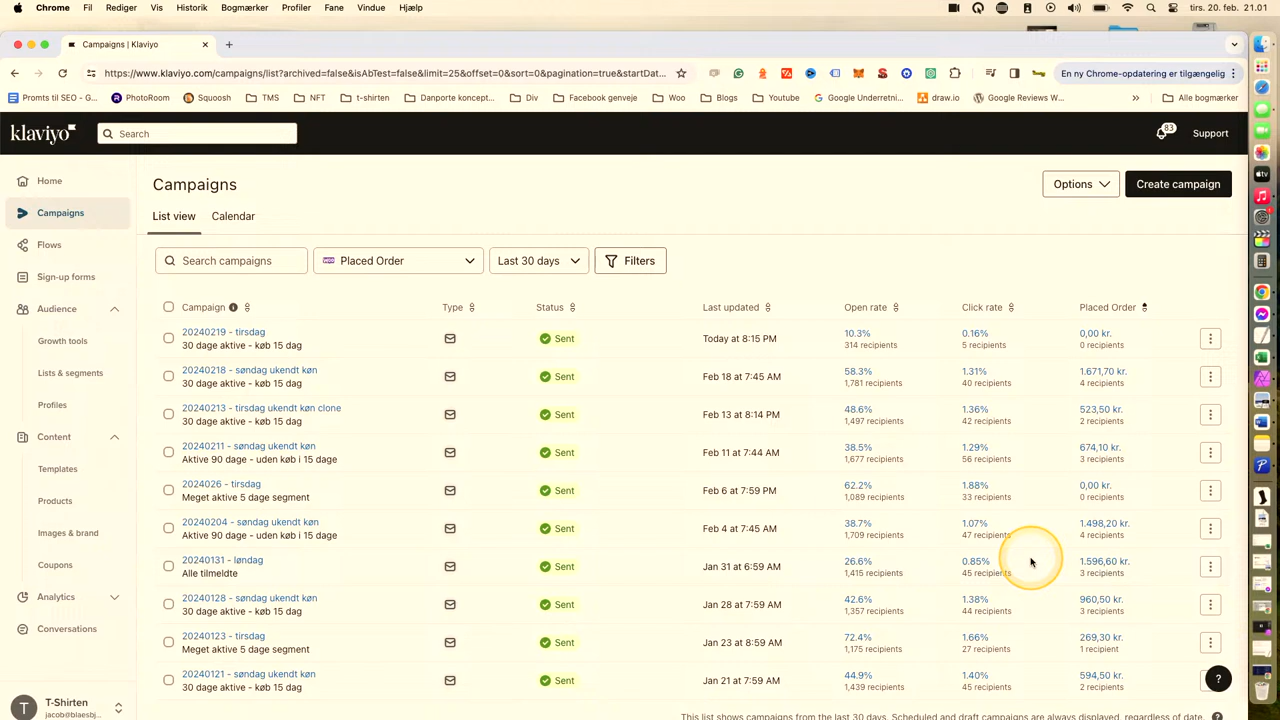 Chrome Fil Rediger Vis Historik Bogmærker Profiler Fane Vindue Hjælp tirs. 20. feb. 21.01
Campaigns | Klaviyo
https://www.klaviyo.com/campaigns/list?archived=false&isAbTest=false&limit=25&offset=0&sort=0&pagination=true&startDat...
En ny Chrome-opdatering er tilgængelig
Promts til SEO - G... PhotoRoom Squoosh TMS NFT t-shirten Danporte koncept... Div Facebook genveje Woo Blogs Youtube Google Underretni... draw.io Google Reviews W... Alle bogmærker
klaviyo Search 83 Support
Home
Campaigns
Flows
Sign-up forms
Audience
Growth tools
Lists & segments
Profiles
Content
Templates
Products
Images & brand
Coupons
Analytics
Conversations
T T-Shirten
jacob@blaesbj...
Campaigns
Options Create campaign
List view Calendar
Search campaigns Placed Order Last 30 days Filters
Campaign Type Status Last updated Open rate Click rate Placed Order
20240219 - tirsdag
30 dage aktive - køb 15 dag
Sent Today at 8:15 PM
10.3% 0.16% 0,00 kr.
314 recipients 5 recipients 0 recipients
20240218 - søndag ukendt køn
30 dage aktive - køb 15 dag
Sent Feb 18 at 7:45 AM
58.3% 1.31% 1.671,70 kr.
1,781 recipients 40 recipients 4 recipients
20240213 - tirsdag ukendt køn clone
30 dage aktive - køb 15 dag
Sent Feb 13 at 8:14 PM
48.6% 1.36% 523,50 kr.
1,497 recipients 42 recipients 2 recipients
20240211 - søndag ukendt køn
Aktive 90 dage - uden køb i 15 dage
Sent Feb 11 at 7:44 AM
38.5% 1.29% 674,10 kr.
1,677 recipients 56 recipients 3 recipients
2024026 - tirsdag
Meget aktive 5 dage segment
Sent Feb 6 at 7:59 PM
62.2% 1.88% 0,00 kr.
1,089 recipients 33 recipients 0 recipients
20240204 - søndag ukendt køn
Aktive 90 dage - uden køb i 15 dage
Sent Feb 4 at 7:45 AM
38.7% 1.07% 1.498,20 kr.
1,709 recipients 47 recipients 4 recipients
20240131 - løndag
Alle tilmeldte
Sent Jan 31 at 6:59 AM
26.6% 0.85% 1.596,60 kr.
1,415 recipients 45 recipients 3 recipients
20240128 - søndag ukendt køn
30 dage aktive - køb 15 dag
Sent Jan 28 at 7:59 AM
42.6% 1.38% 960,50 kr.
1,357 recipients 44 recipients 3 recipients
20240123 - tirsdag
Meget aktive 5 dage segment
Sent Jan 23 at 8:59 AM
72.4% 1.66% 269,30 kr.
1,175 recipients 27 recipients 1 recipient
20240121 - søndag ukendt køn
30 dage aktive - køb 15 dag
Sent Jan 21 at 7:59 AM
44.9% 1.40% 594,50 kr.
1,439 recipients 45 recipients 2 recipients
This list shows campaigns from the last 30 days. Scheduled and draft campaigns are always displayed, regardless of date.